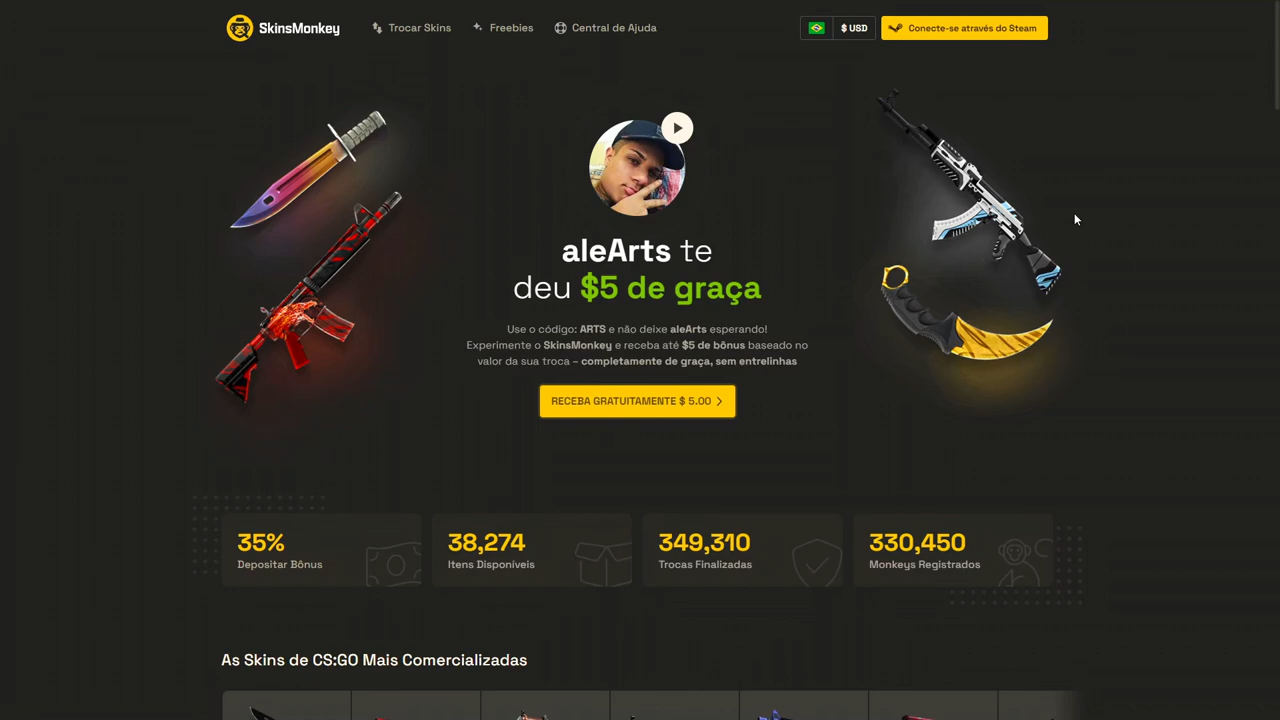 SkinsMonkey
Trocar Skins
Freebies
Central de Ajuda
$ USD
Conecte-se através do Steam
aleArts te
deu $5 de graça
Use o código: ARTS e não deixe aleArts esperando!
Experimente o SkinsMonkey e receba até $5 de bônus baseado no
valor da sua troca – completamente de graça, sem entrelinhas
RECEBA GRATUITAMENTE $ 5.00
35%
Depositar Bônus
38,274
Itens Disponíveis
349,310
Trocas Finalizadas
330,450
Monkeys Registrados
As Skins de CS:GO Mais Comercializadas